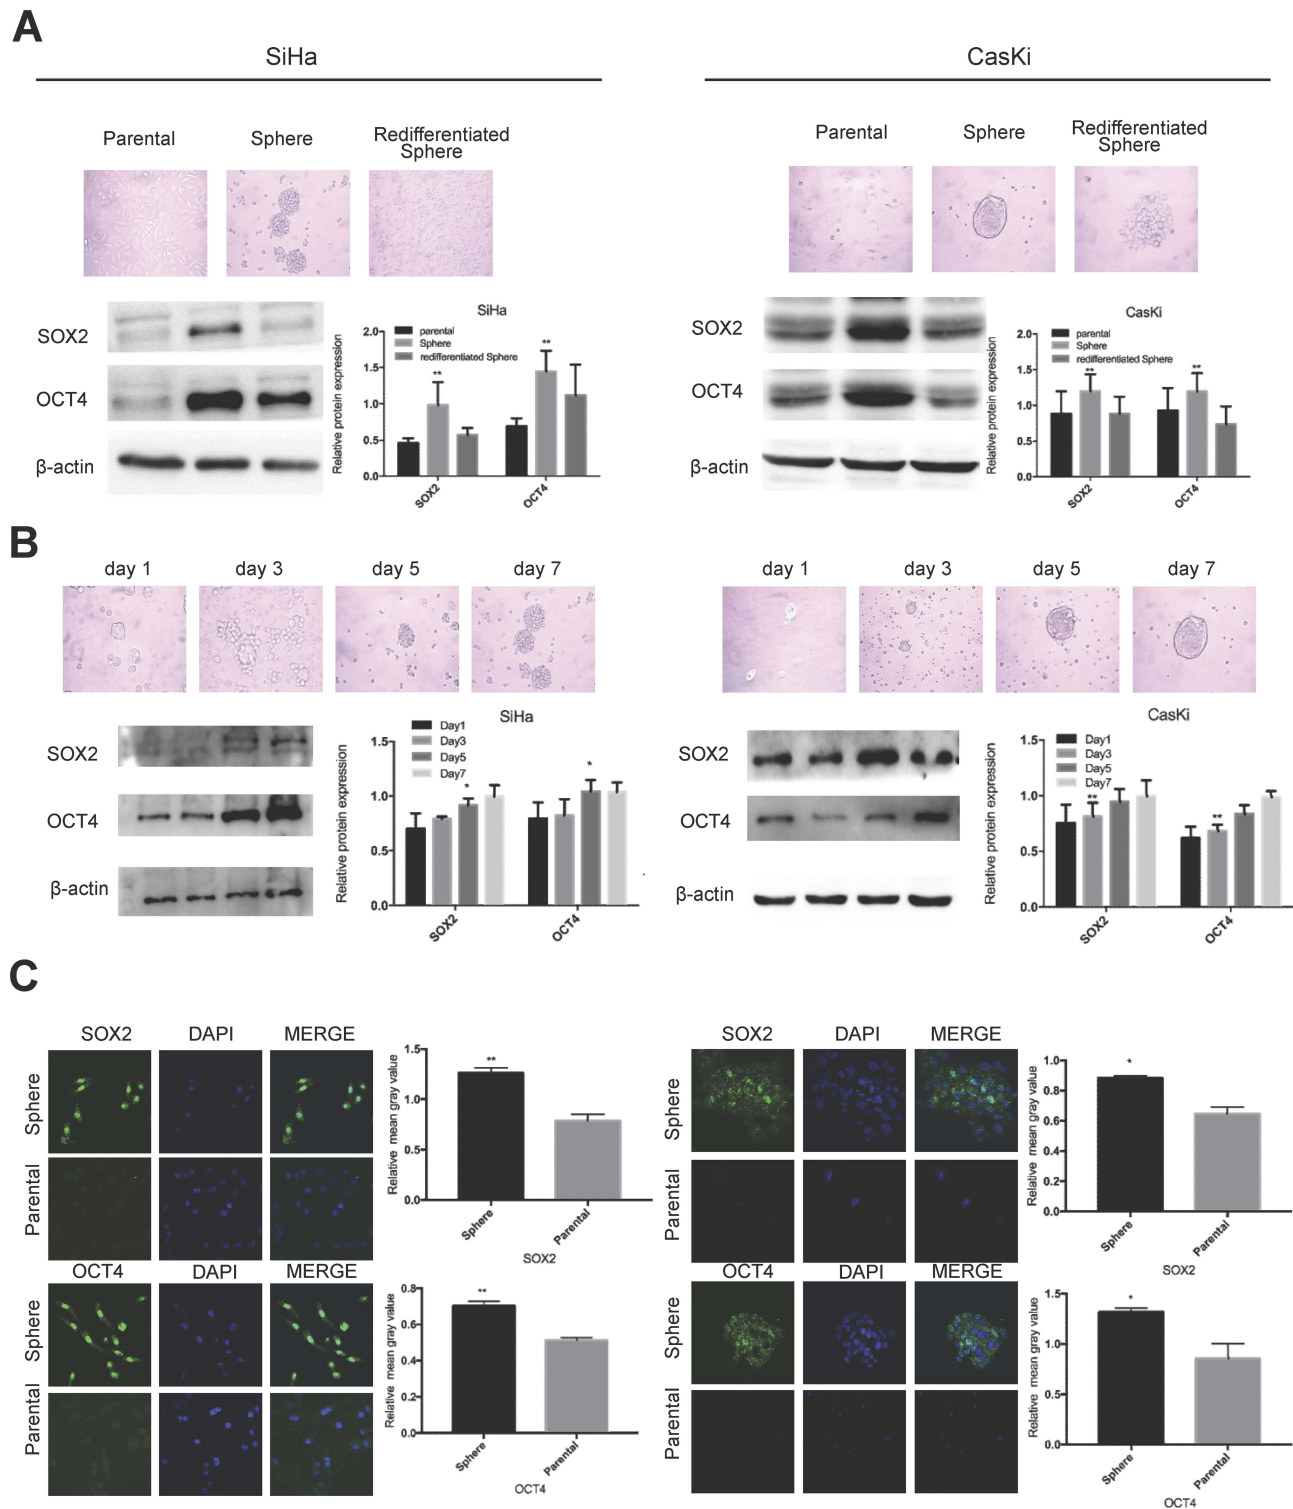 A
SiHa
CasKi
Parental
Sphere
Redifferentiated
Sphere
Parental
Sphere
Redifferentiated
Sphere
SOX2
OCT4
β-actin
SiHa
Relative protein expression
2.0
1.5
1.0
0.5
0.0
parental
Sphere
redifferentiated Sphere
**
**
SOX2
OCT4
SOX2
OCT4
β-actin
CasKi
Relative protein expression
2.0
1.5
1.0
0.5
0.0
parental
Sphere
redifferentiated Sphere
**
**
SOX2
OCT4
B
day 1
day 3
day 5
day 7
day 1
day 3
day 5
day 7
SOX2
OCT4
β-actin
SiHa
Relative protein expression
1.5
1.0
0.5
0.0
Day1
Day3
Day5
Day7
*
*
SOX2
OCT4
SOX2
OCT4
β-actin
CasKi
Relative protein expression
1.5
1.0
0.5
0.0
Day1
Day3
Day5
Day7
**
**
SOX2
OCT4
C
SOX2
DAPI
MERGE
Sphere
Parental
Relative mean gray value
1.5
1.0
0.5
0.0
**
Sphere
Parental
SOX2
OCT4
DAPI
MERGE
Sphere
Parental
Relative mean gray value
0.8
0.6
0.4
0.2
0.0
**
Sphere
Parental
OCT4
SOX2
DAPI
MERGE
Sphere
Parental
Relative mean gray value
1.0
0.8
0.6
0.4
0.2
0.0
*
Sphere
Parental
SOX2
OCT4
DAPI
MERGE
Sphere
Parental
Relative mean gray value
1.5
1.0
0.5
0.0
*
Sphere
Parental
OCT4